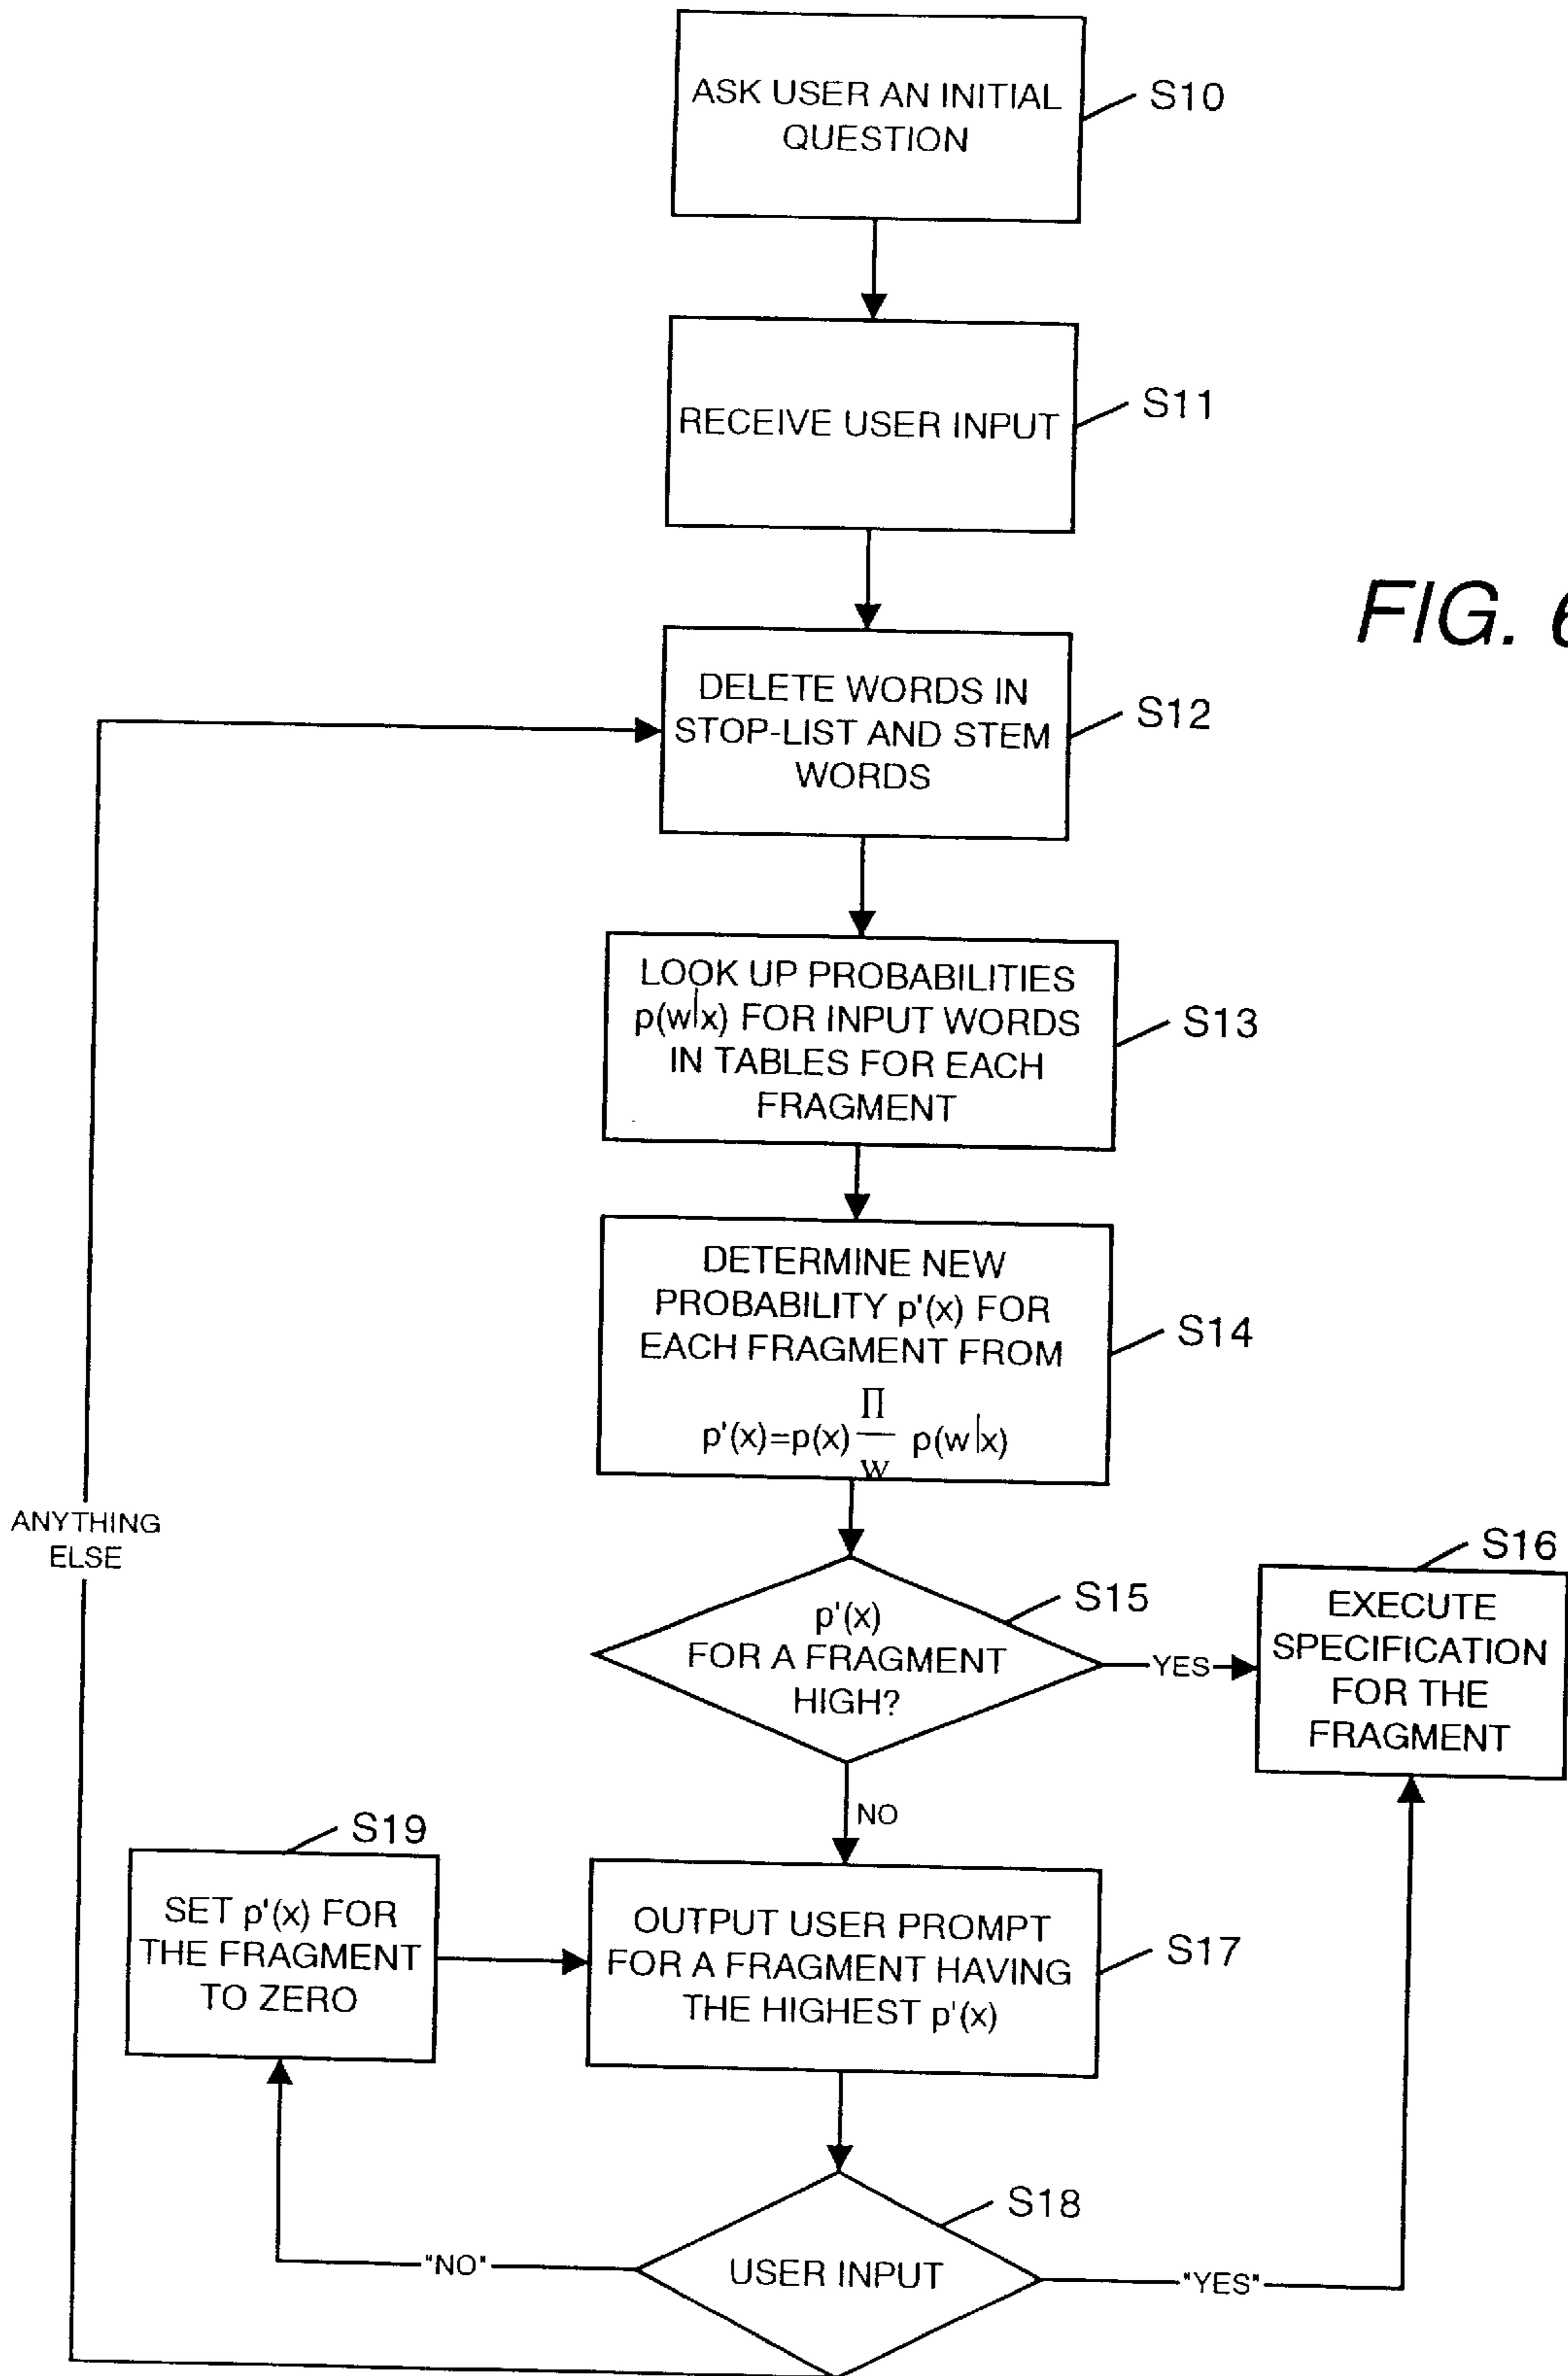 ASK USER AN INITIAL
QUESTION
S10
RECEIVE USER INPUT
S11
FIG. 6
DELETE WORDS IN
STOP-LIST AND STEM
WORDS
S12
LOOK UP PROBABILITIES
p(w|x) FOR INPUT WORDS
IN TABLES FOR EACH
FRAGMENT
S13
DETERMINE NEW
PROBABILITY p'(x) FOR
EACH FRAGMENT FROM
p'(x)=p(x) Π w p(w|x)
S14
ANYTHING
ELSE
p'(x)
FOR A FRAGMENT
HIGH?
S15
YES
S16
EXECUTE
SPECIFICATION
FOR THE
FRAGMENT
NO
S19
SET p'(x) FOR
THE FRAGMENT
TO ZERO
OUTPUT USER PROMPT
FOR A FRAGMENT HAVING
THE HIGHEST p'(x)
S17
S18
USER INPUT
"NO"
"YES"